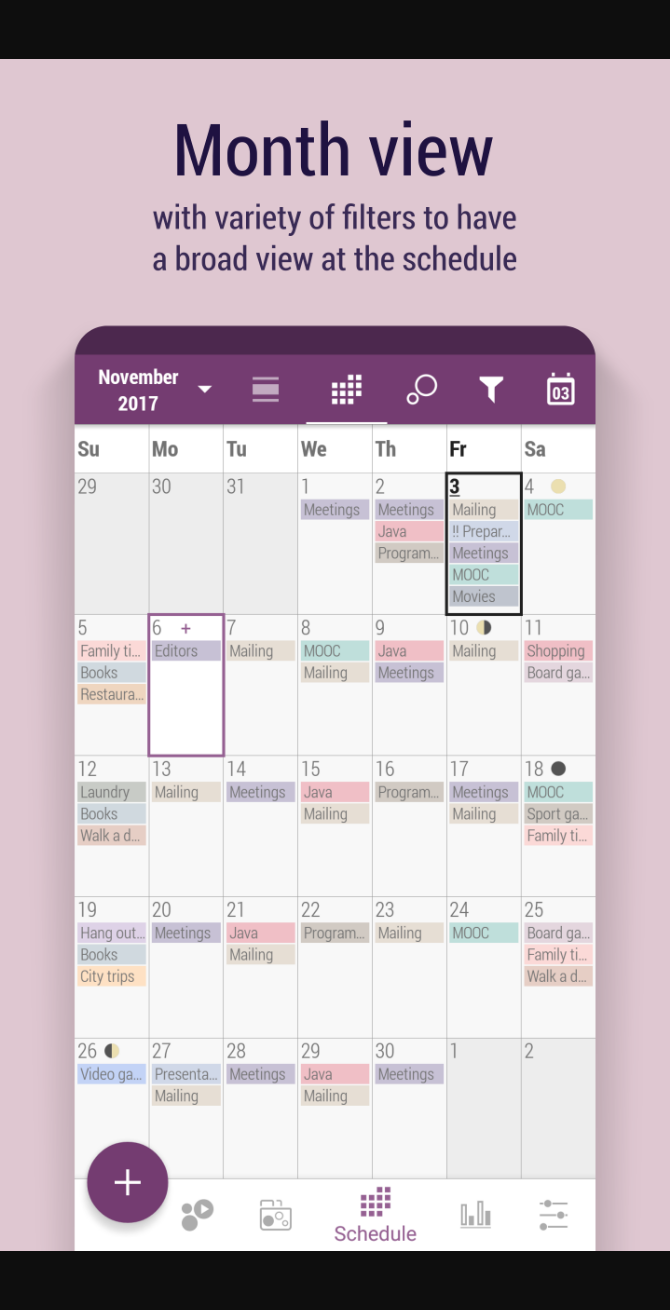 Month view
with variety of filters to have
a broad view at the schedule
November
2017
03
Su Mo Tu We Th Fr Sa
29 30 31 1 2 3 4
Meetings Meetings Mailing MOOC
Java !! Prepar...
Program... Meetings
MOOC
Movies
5 6 + 7 8 9 10 11
Family ti... Editors Mailing MOOC Java Mailing Shopping
Books Mailing Meetings Board ga...
Restaura...
12 13 14 15 16 17 18
Laundry Mailing Meetings Java Program... Meetings MOOC
Books Mailing Mailing Sport ga...
Walk a d... Family ti...
19 20 21 22 23 24 25
Hang out... Meetings Java Program... Mailing MOOC Board ga...
Books Mailing Family ti...
City trips Walk a d...
26 27 28 29 30 1 2
Video ga... Presenta... Meetings Java Meetings
Mailing Mailing
+
Schedule